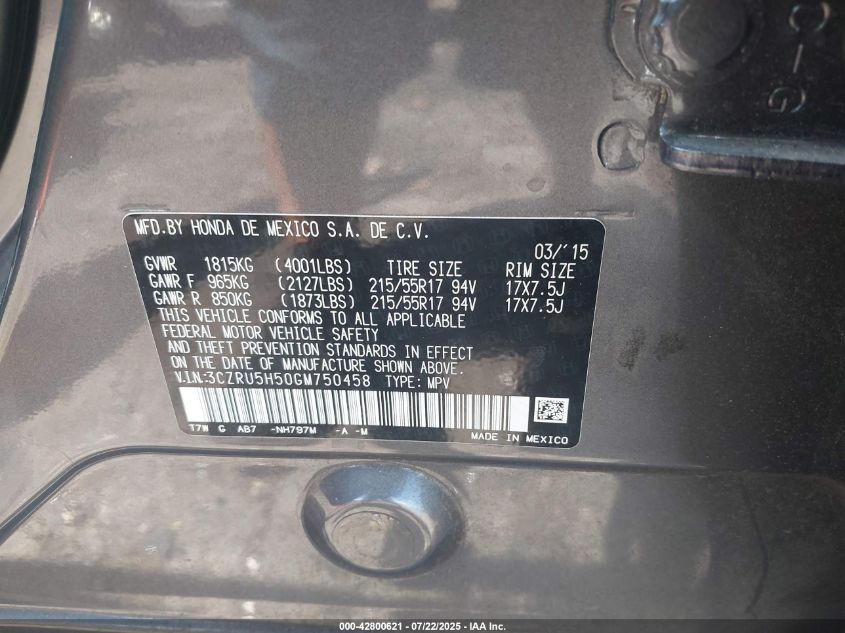 MFD.BY HONDA DE MEXICO S.A. DE C.V.
03/'15
GVWR 1815KG (4001LBS) TIRE SIZE RIM SIZE
GAWR F 965KG (2127LBS) 215/55R17 94V 17X7.5J
GAWR R 850KG (1873LBS) 215/55R17 94V 17X7.5J
THIS VEHICLE CONFORMS TO ALL APPLICABLE
FEDERAL MOTOR VEHICLE SAFETY
AND THEFT PREVENTION STANDARDS IN EFFECT
ON THE DATE OF MANUFACTURE SHOWN ABOVE.
V.I.N.:3CZRU5H50GM750458 TYPE: MPV
T7W G AB7 -NH797M -A -M
MADE IN MEXICO
000-42800621 - 07/22/2025 - IAA Inc.